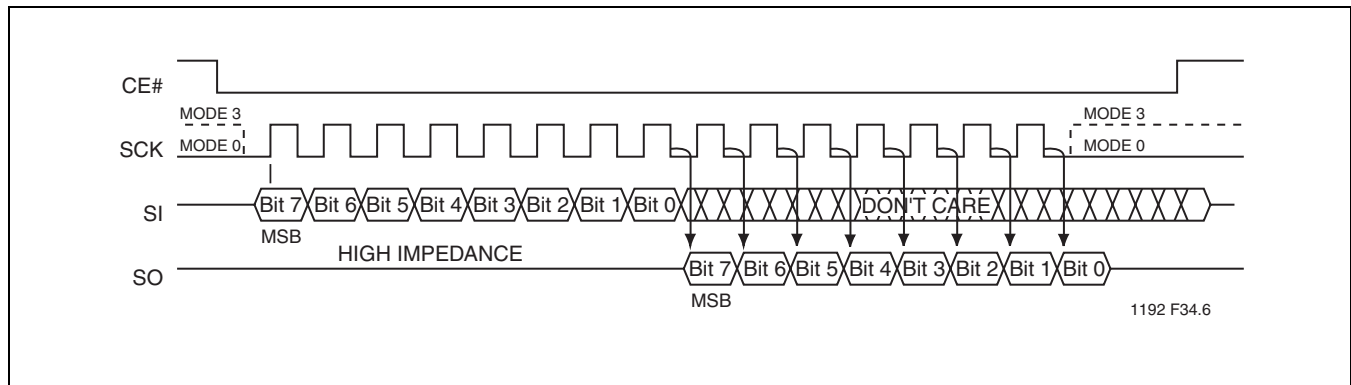 CE#
MODE 3 MODE 3
SCK MODE 0 MODE 0
SI Bit 7 Bit 6 Bit 5 Bit 4 Bit 3 Bit 2 Bit 1 Bit 0 DON'T CARE
MSB
HIGH IMPEDANCE
SO Bit 7 Bit 6 Bit 5 Bit 4 Bit 3 Bit 2 Bit 1 Bit 0
MSB
1192 F34.6